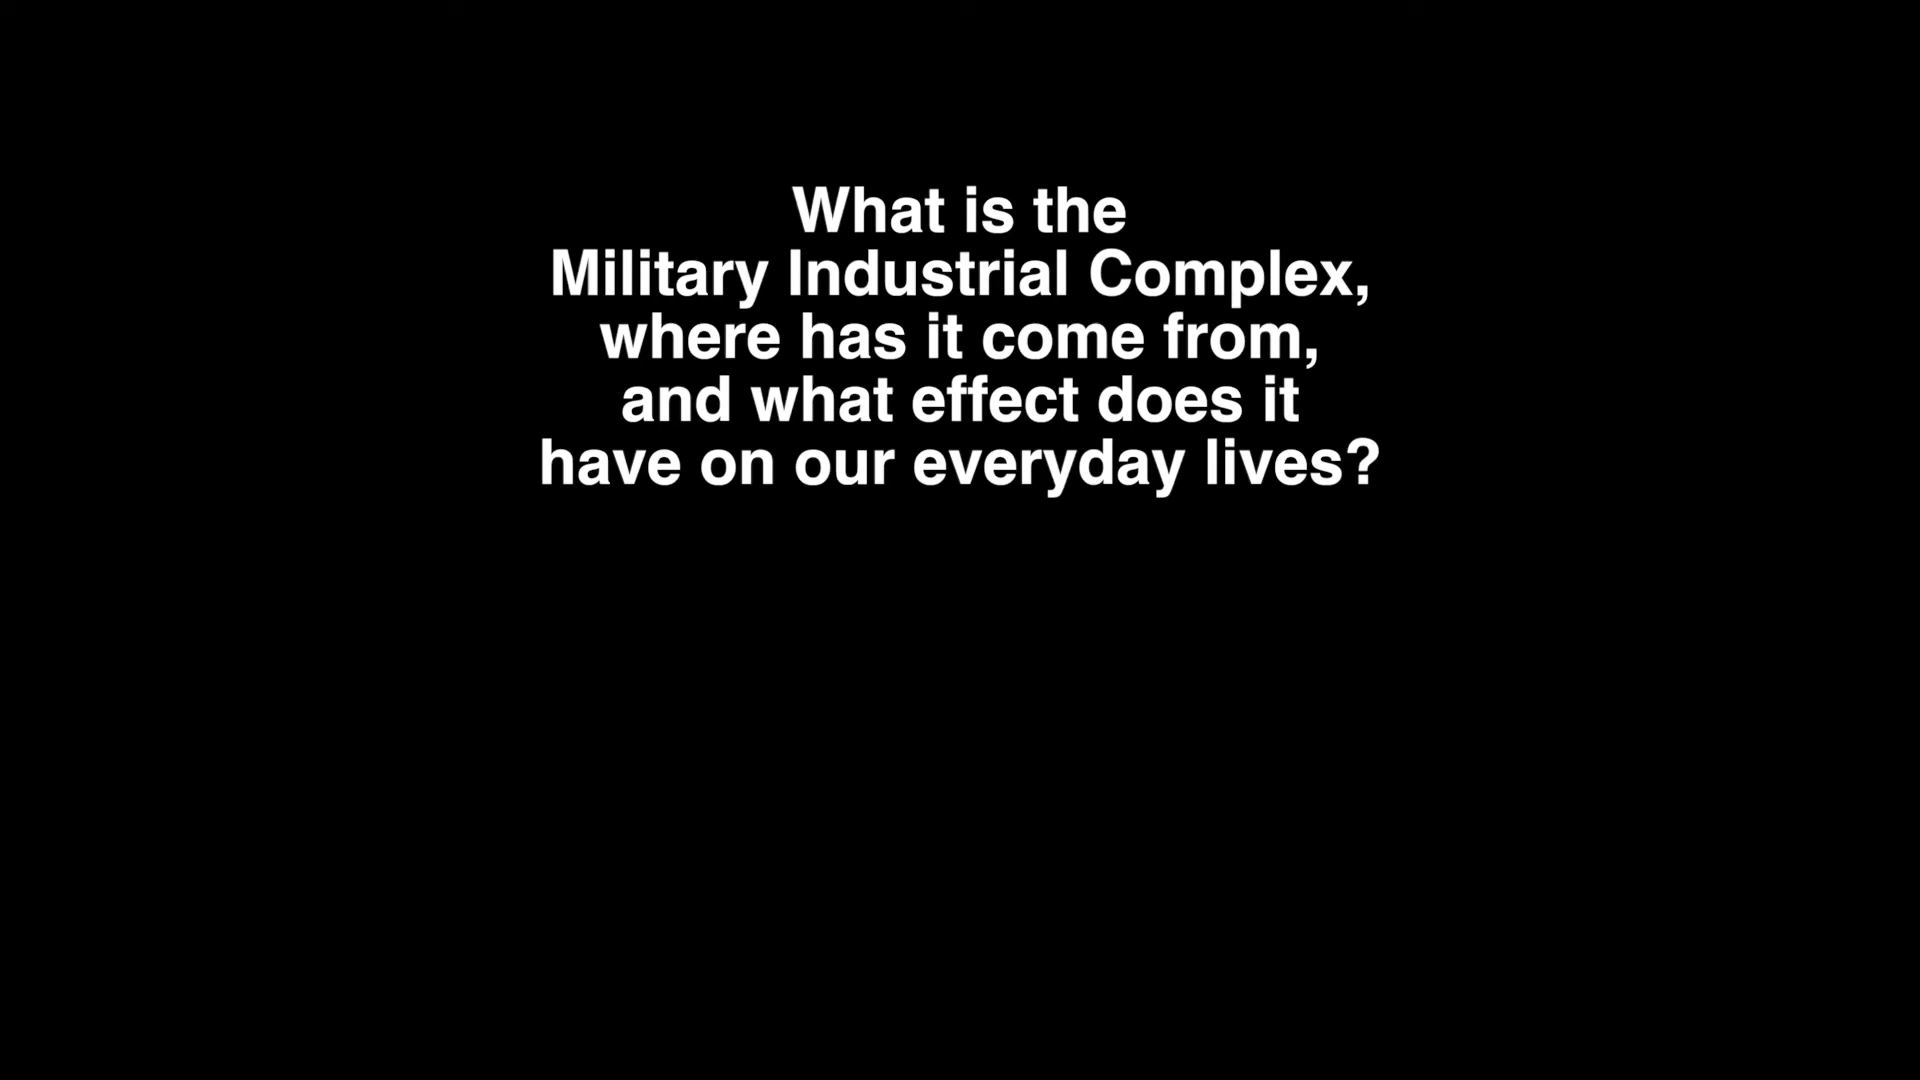 What is the
Military Industrial Complex,
where has it come from,
and what effect does it
have on our everyday lives?